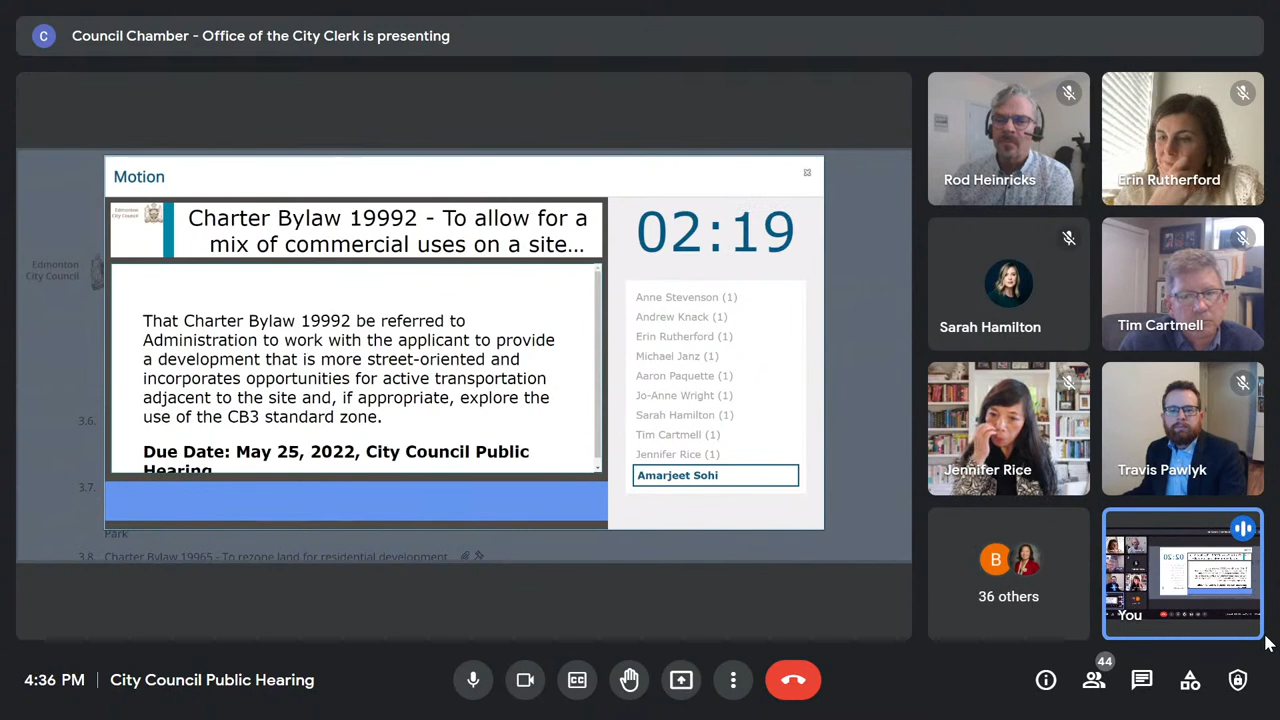 C
Council Chamber - Office of the City Clerk is presenting
Motion
Edmonton
City Council
Charter Bylaw 19992 - To allow for a
mix of commercial uses on a site...
That Charter Bylaw 19992 be referred to
Administration to work with the applicant to provide
a development that is more street-oriented and
incorporates opportunities for active transportation
adjacent to the site and, if appropriate, explore the
use of the CB3 standard zone.
Due Date: May 25, 2022, City Council Public
Hearing
02:19
Anne Stevenson (1)
Andrew Knack (1)
Erin Rutherford (1)
Michael Janz (1)
Aaron Paquette (1)
Jo-Anne Wright (1)
Sarah Hamilton (1)
Tim Cartmell (1)
Jennifer Rice (1)
Amarjeet Sohi
Edmonton
City Council
3.6.
3.7.
Park
3.8. Charter Bylaw 19965 - To rezone land for residential development
Rod Heinricks
Erin Rutherford
Sarah Hamilton
Tim Cartmell
Jennifer Rice
Travis Pawlyk
B
36 others
You
4:36 PM | City Council Public Hearing
44